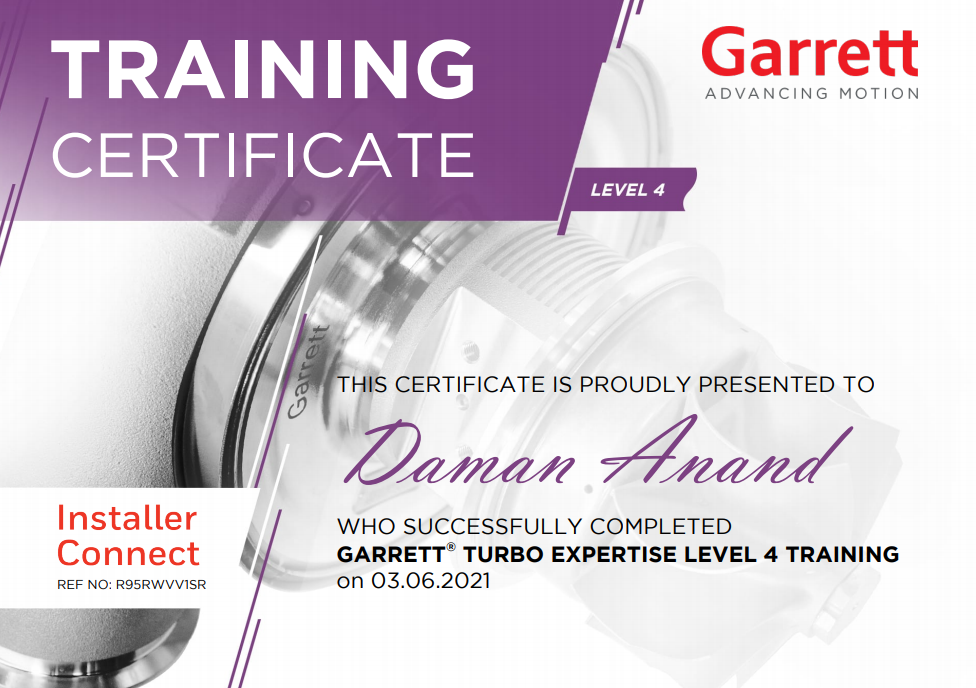 TRAINING
CERTIFICATE
Garrett
ADVANCING MOTION
LEVEL 4
Garrett
THIS CERTIFICATE IS PROUDLY PRESENTED TO
Daman Anand
WHO SUCCESSFULLY COMPLETED
GARRETT® TURBO EXPERTISE LEVEL 4 TRAINING
on 03.06.2021
Installer
Connect
REF NO: R95RWVV1SR